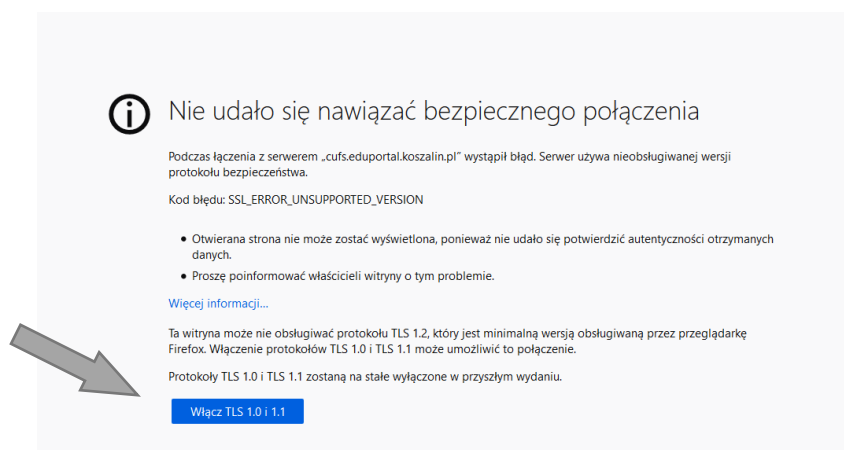 Nie udało się nawiązać bezpiecznego połączenia
Podczas łączenia z serwerem „cufs.eduportal.koszalin.pl” wystąpił błąd. Serwer używa nieobsługiwanej wersji
protokołu bezpieczeństwa.
Kod błędu: SSL_ERROR_UNSUPPORTED_VERSION
• Otwierana strona nie może zostać wyświetlona, ponieważ nie udało się potwierdzić autentyczności otrzymanych
danych.
• Proszę poinformować właścicieli witryny o tym problemie.
Więcej informacji...
Ta witryna może nie obsługiwać protokołu TLS 1.2, który jest minimalną wersją obsługiwaną przez przeglądarkę
Firefox. Włączenie protokołów TLS 1.0 i TLS 1.1 może umożliwić to połączenie.
Protokoły TLS 1.0 i TLS 1.1 zostaną na stałe wyłączone w przyszłym wydaniu.
Włącz TLS 1.0 i 1.1